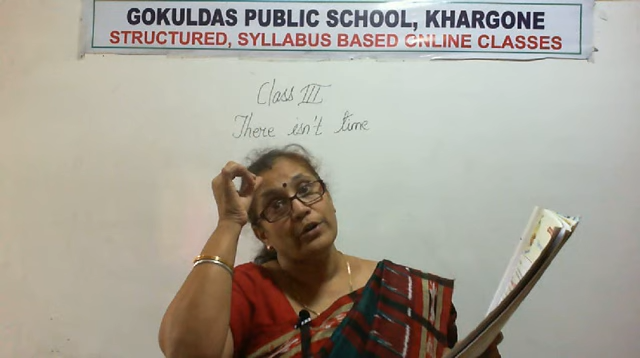 GOKULDAS PUBLIC SCHOOL, KHARGONE
STRUCTURED, SYLLABUS BASED ONLINE CLASSES
Class III
There isn't time